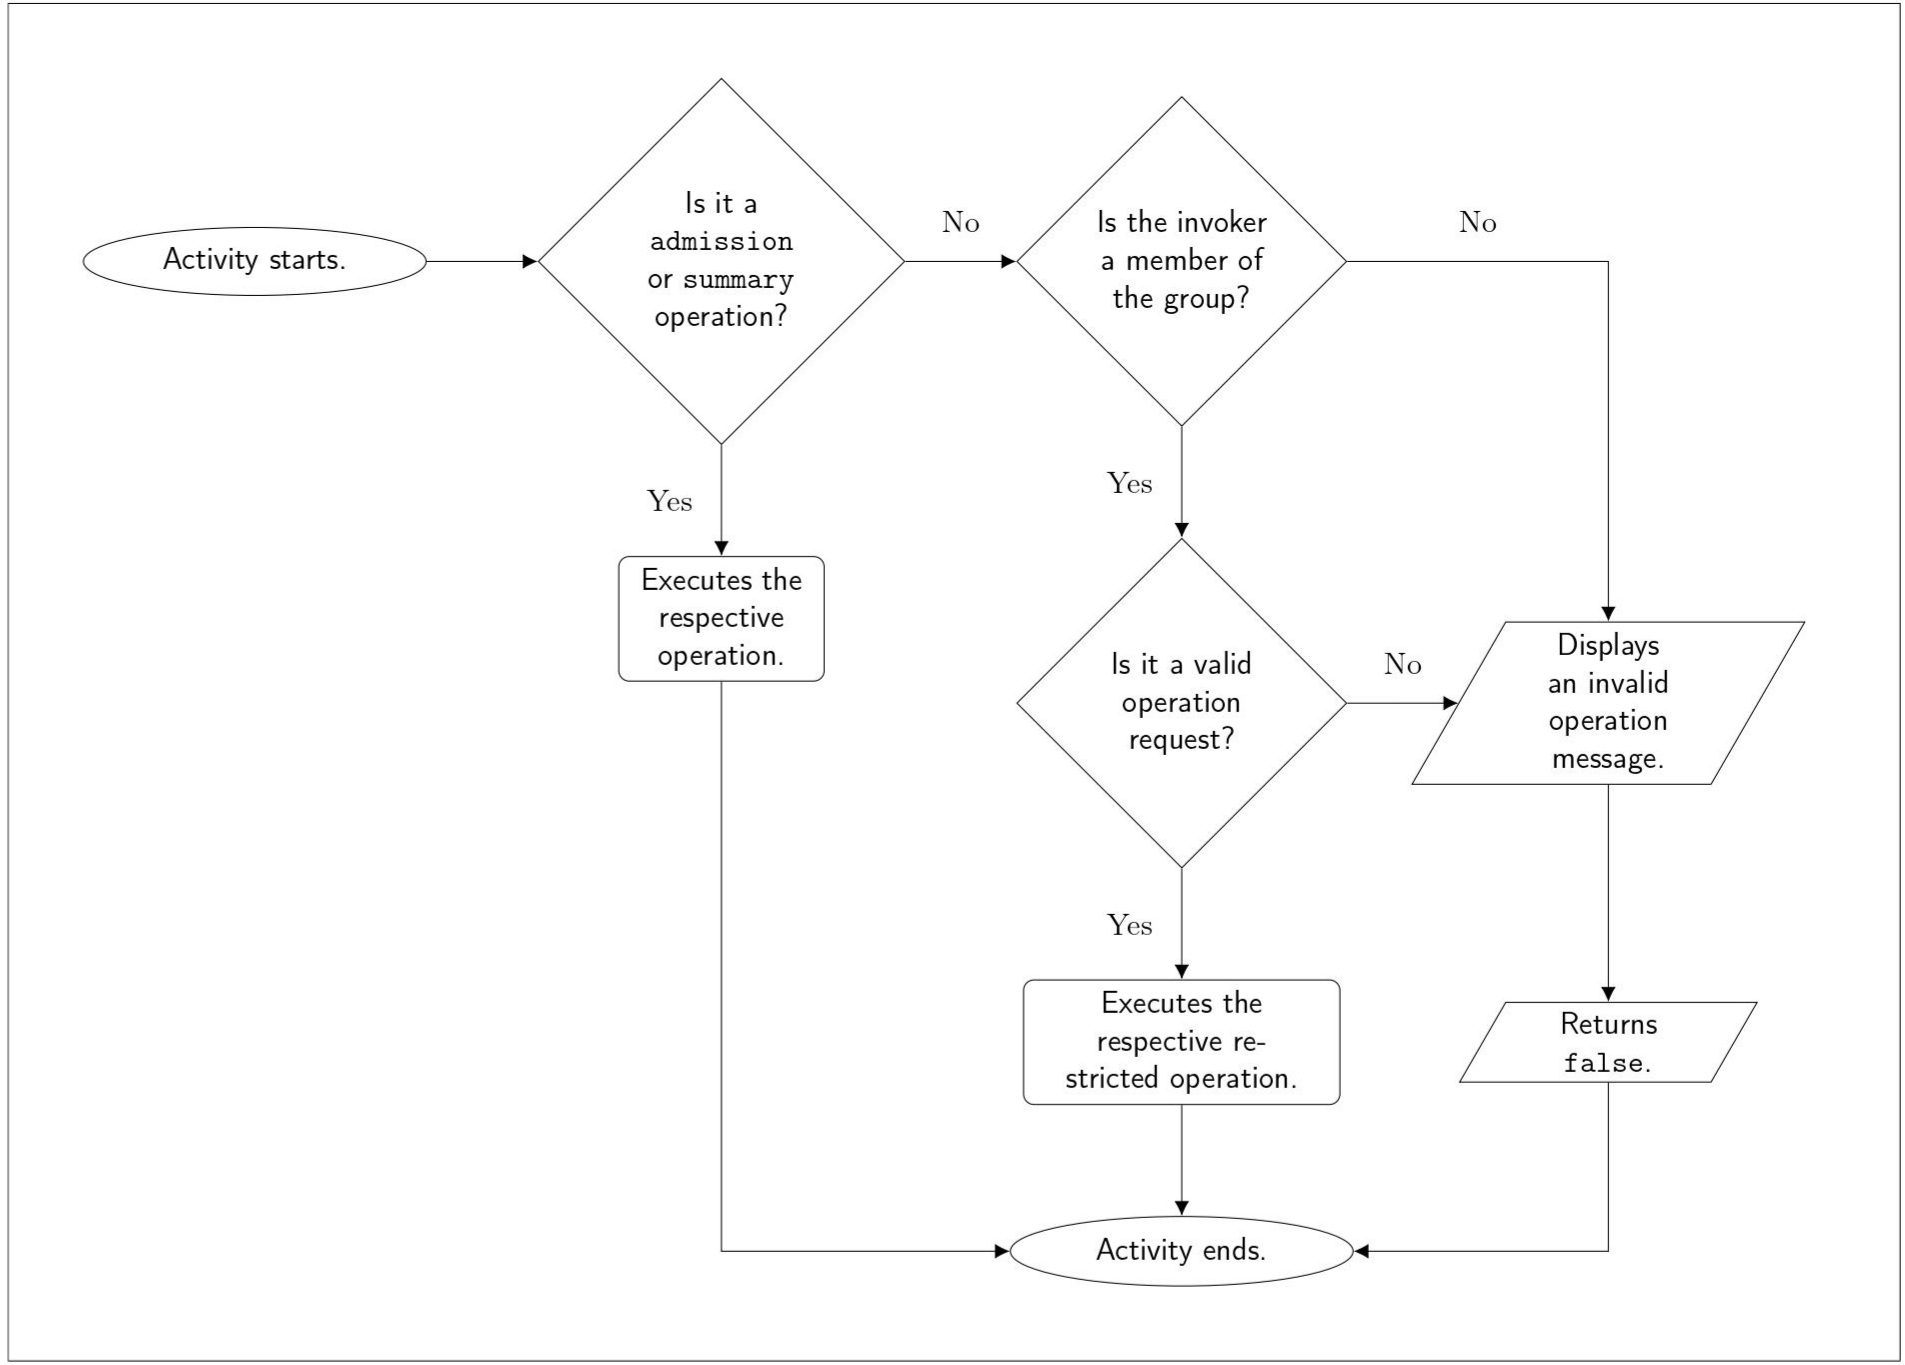 Activity starts.
Is it a
admission
or summary
operation?
No
Is the invoker
a member of
the group?
No
Yes
Executes the
respective
operation.
Yes
Is it a valid
operation
request?
No
Displays
an invalid
operation
message.
Yes
Executes the
respective re-
stricted operation.
Returns
false.
Activity ends.